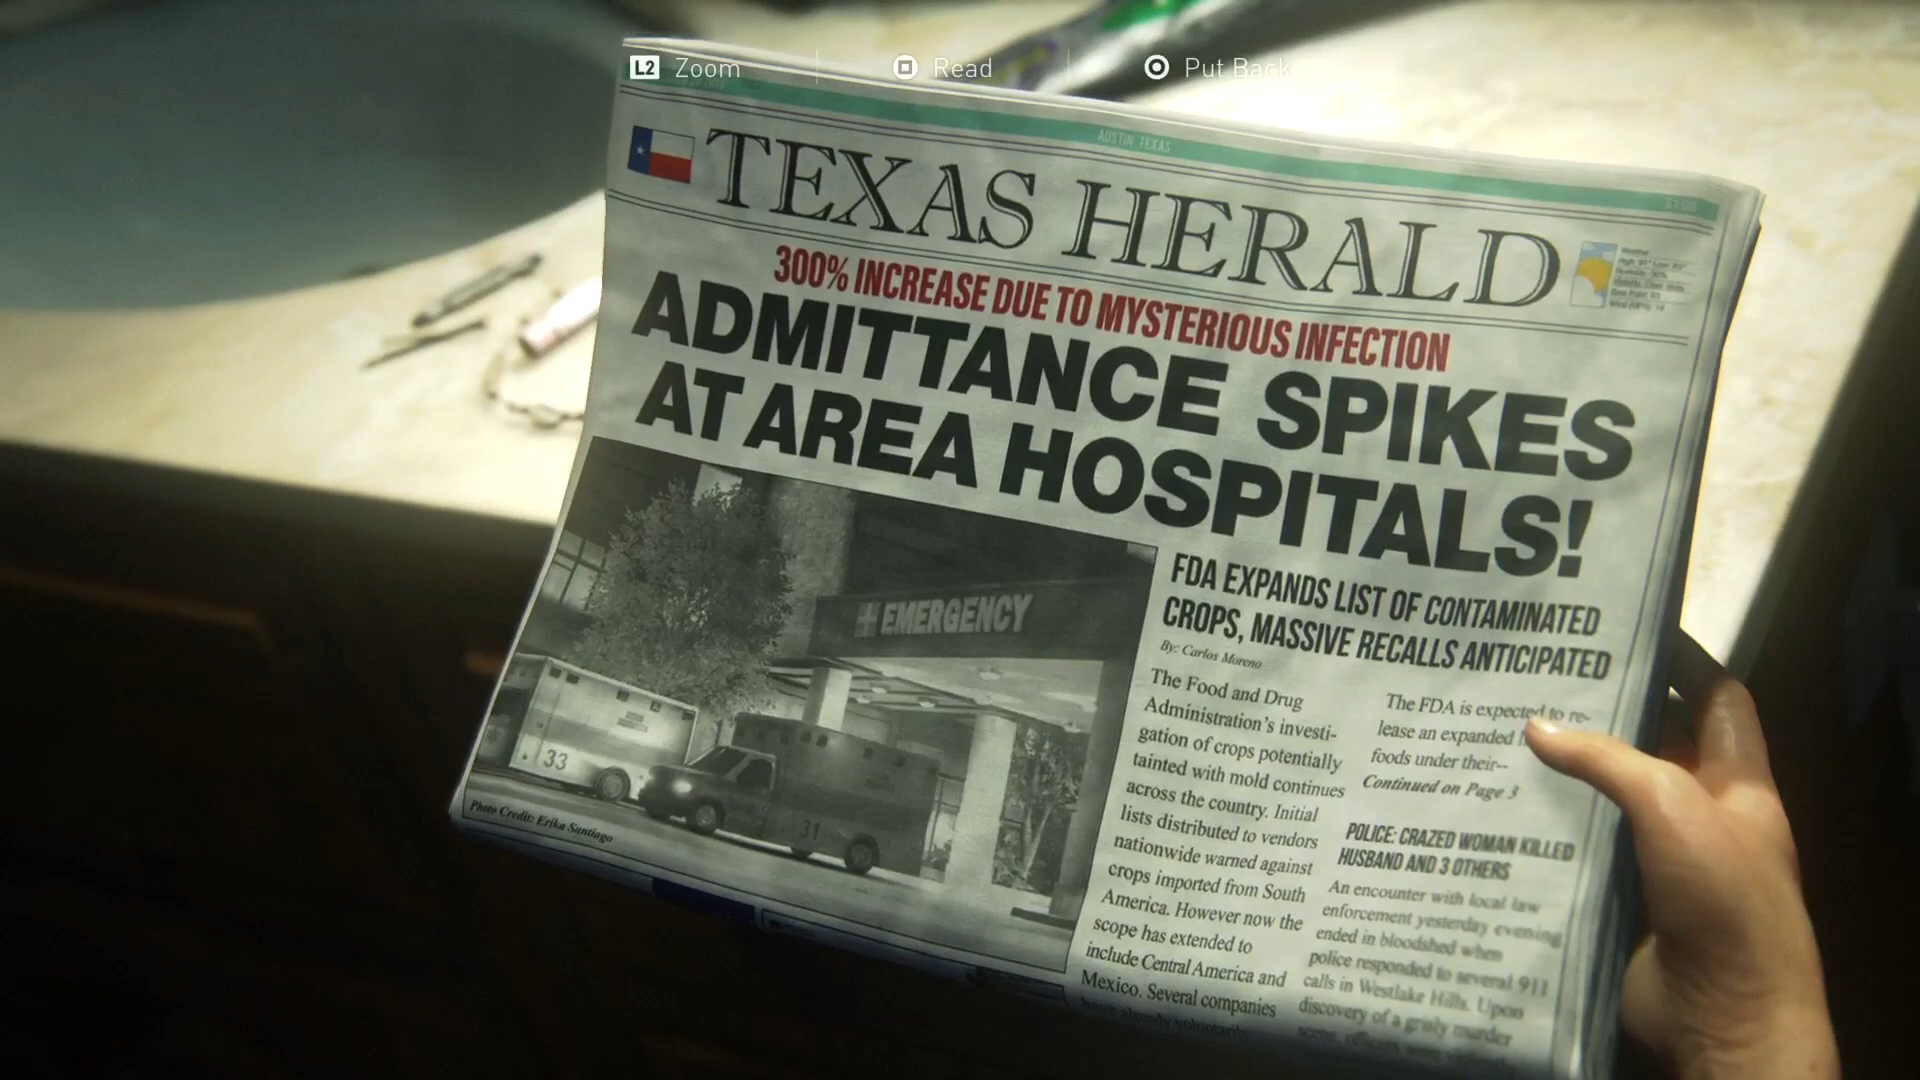 L2 Zoom
Read
Put Back
AUSTIN TEXAS
TEXAS HERALD
Weather
300% INCREASE DUE TO MYSTERIOUS INFECTION
ADMITTANCE SPIKES
AT AREA HOSPITALS!
EMERGENCY
33
31
Photo Credit: Erika Santiago
FDA EXPANDS LIST OF CONTAMINATED
CROPS, MASSIVE RECALLS ANTICIPATED
By: Carlos Moreno
The Food and Drug
Administration's investi-
gation of crops potentially
tainted with mold continues
across the country. Initial
lists distributed to vendors
nationwide warned against
crops imported from South
America. However now the
scope has extended to
include Central America and
Mexico. Several companies
have already voluntarily
The FDA is expected to re-
lease an expanded
foods under their--
Continued on Page 3
POLICE: CRAZED WOMAN KILLED
HUSBAND AND 3 OTHERS
An encounter with local law
enforcement yesterday evening
ended in bloodshed when
police responded to several 911
calls in Westlake Hills. Upon
discovery of a grisly murder
scene, officers